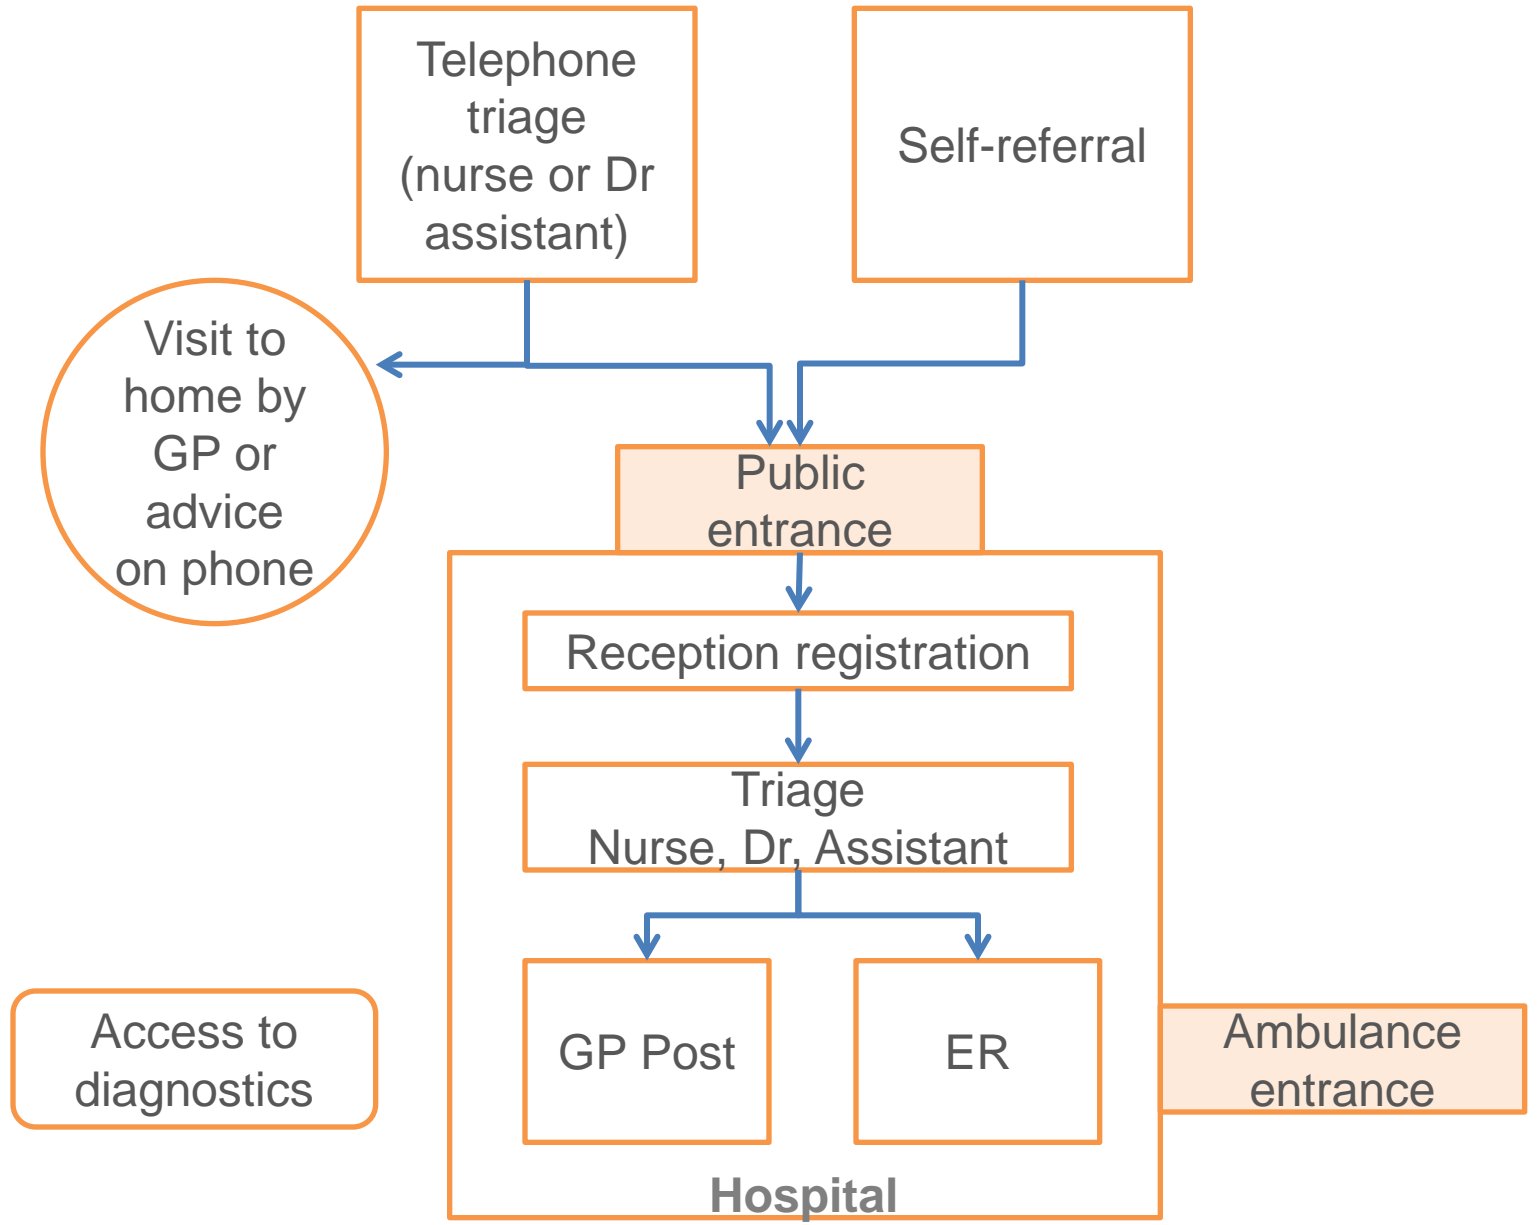 Telephone
triage
(nurse or Dr
assistant)
Self-referral
Visit to
home by
GP or
advice
on phone
Public
entrance
Reception registration
Triage
Nurse, Dr, Assistant
GP Post
ER
Access to
diagnostics
Ambulance
entrance
Hospital